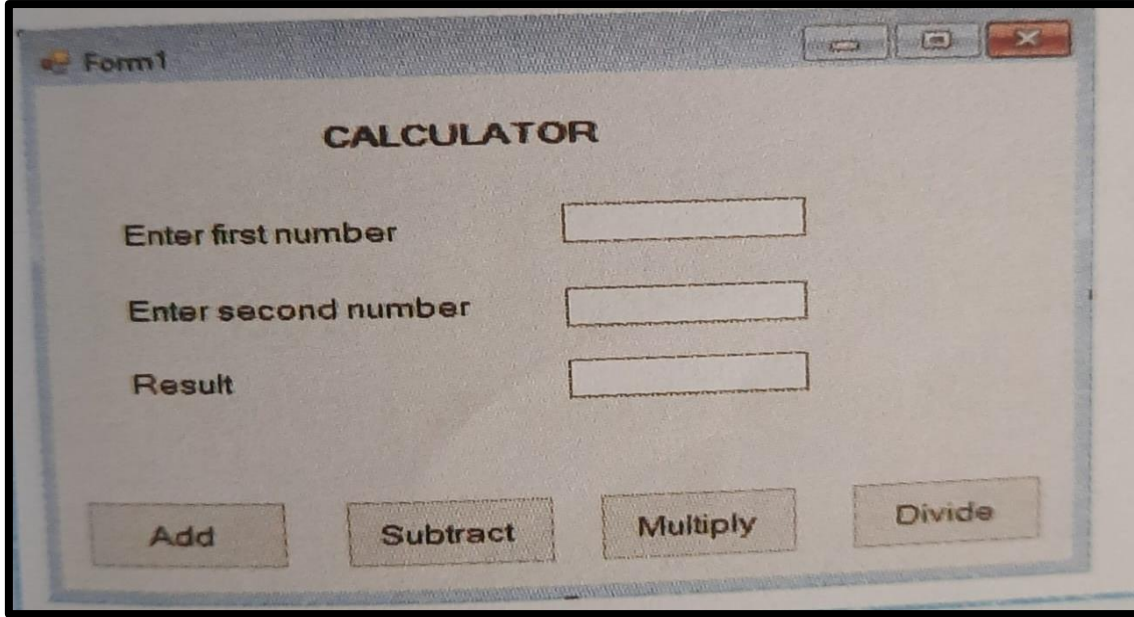 Form1
CALCULATOR
Enter first number
Enter second number
Result
Add Subtract Multiply Divide